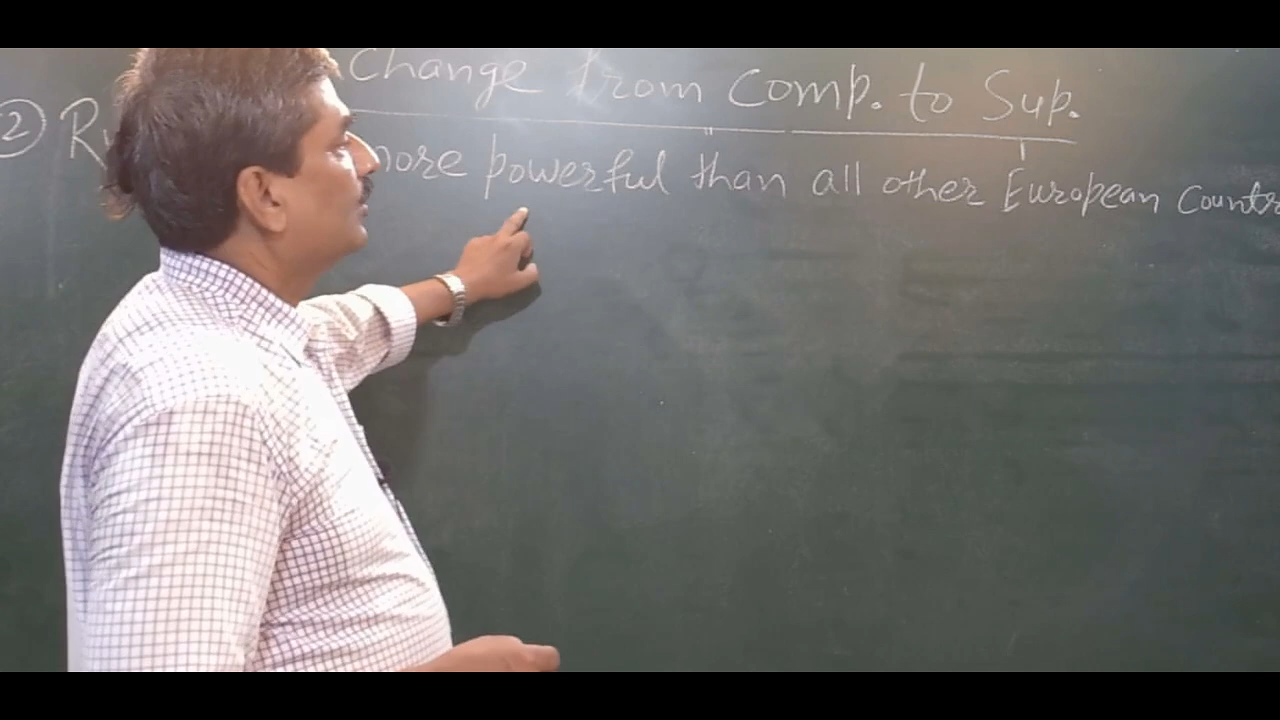 Change from Comp. to Sup.
② more powerful than all other European